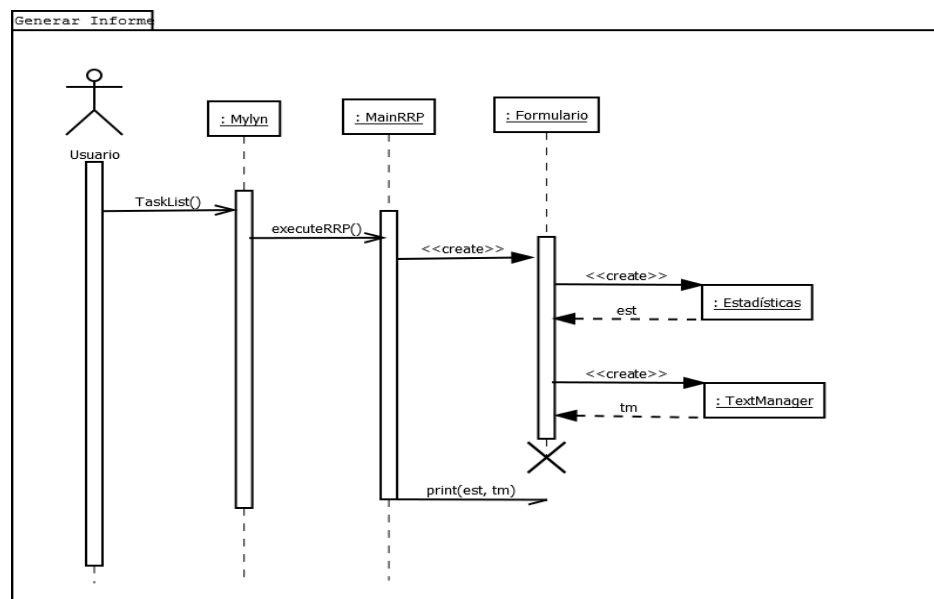 Generar Informe
Usuario
: Mylyn
: MainRRP
: Formulario
TaskList()
executeRRP()
<<create>>
<<create>>
: Estadísticas
est
<<create>>
: TextManager
tm
print(est, tm)